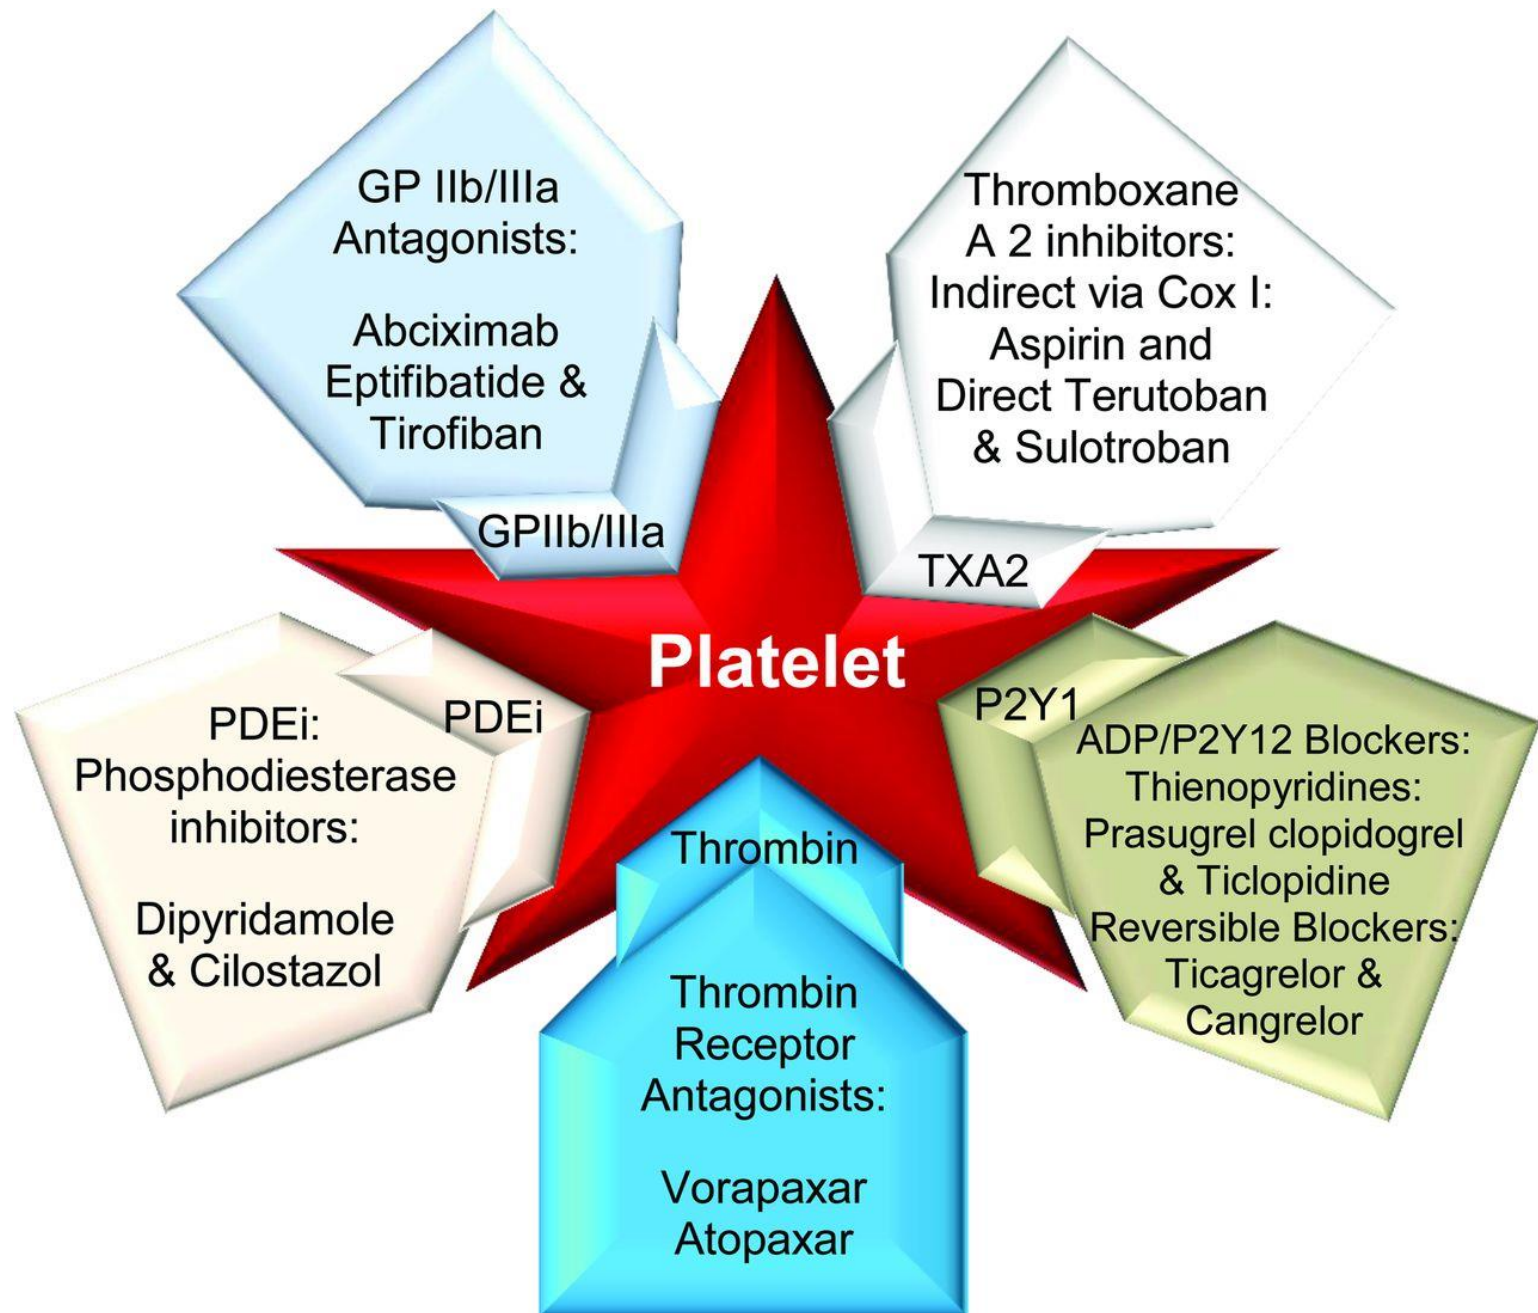 GP IIb/IIIa
Antagonists:
Abciximab
Eptifibatide &
Tirofiban
GPIIb/IIIa
Thromboxane
A 2 inhibitors:
Indirect via Cox I:
Aspirin and
Direct Terutoban
& Sulotroban
TXA2
Platelet
PDEi
PDEi:
Phosphodiesterase
inhibitors:
Dipyridamole
& Cilostazol
P2Y1
ADP/P2Y12 Blockers:
Thienopyridines:
Prasugrel clopidogrel
& Ticlopidine
Reversible Blockers:
Ticagrelor &
Cangrelor
Thrombin
Thrombin
Receptor
Antagonists:
Vorapaxar
Atopaxar